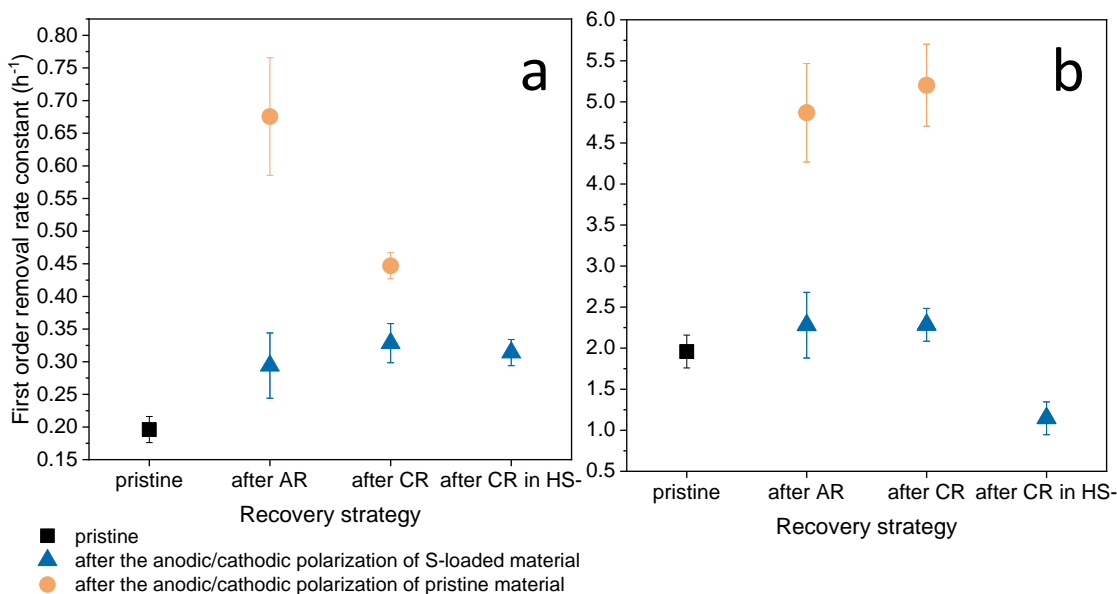 First order removal rate constant (h⁻¹)
0.80
0.75
0.70
0.65
0.60
0.55
0.50
0.45
0.40
0.35
0.30
0.25
0.20
0.15
a
pristine after AR after CR after CR in HS-
Recovery strategy
6.0
5.5
5.0
4.5
4.0
3.5
3.0
2.5
2.0
1.5
1.0
0.5
b
pristine after AR after CR after CR in HS-
Recovery strategy
pristine
after the anodic/cathodic polarization of S-loaded material
after the anodic/cathodic polarization of pristine material